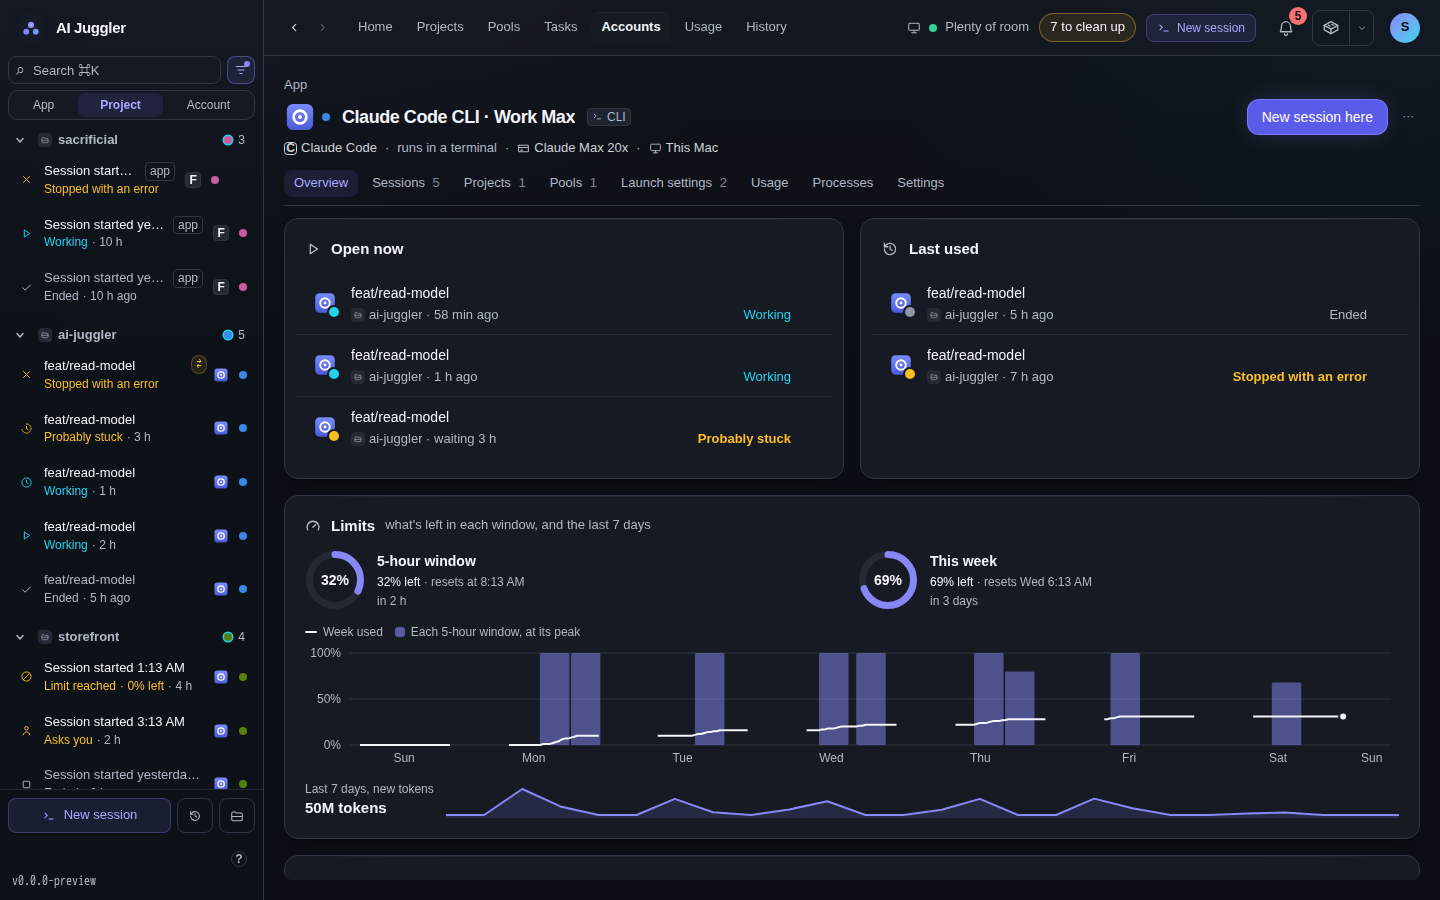 AI Juggler
Search ⌘K
App Project Account
sacrificial 3
Session start… app F
Stopped with an error
Session started ye… app F
Working · 10 h
Session started ye… app F
Ended · 10 h ago
ai-juggler 5
feat/read-model
Stopped with an error
feat/read-model
Probably stuck · 3 h
feat/read-model
Working · 1 h
feat/read-model
Working · 2 h
feat/read-model
Ended · 5 h ago
storefront 4
Session started 1:13 AM
Limit reached · 0% left · 4 h
Session started 3:13 AM
Asks you · 2 h
Session started yesterda…
New session
?
v0.0.0-preview
Home Projects Pools Tasks Accounts Usage History
Plenty of room 7 to clean up New session 5 S
App
Claude Code CLI · Work Max CLI
New session here …
C Claude Code · runs in a terminal · Claude Max 20x · This Mac
Overview Sessions 5 Projects 1 Pools 1 Launch settings 2 Usage Processes Settings
Open now
feat/read-model
ai-juggler · 58 min ago Working
feat/read-model
ai-juggler · 1 h ago Working
feat/read-model
ai-juggler · waiting 3 h Probably stuck
Last used
feat/read-model
ai-juggler · 5 h ago Ended
feat/read-model
ai-juggler · 7 h ago Stopped with an error
Limits what's left in each window, and the last 7 days
32%
5-hour window
32% left · resets at 8:13 AM
in 2 h
69%
This week
69% left · resets Wed 6:13 AM
in 3 days
Week used Each 5-hour window, at its peak
100%
50%
0%
Sun Mon Tue Wed Thu Fri Sat Sun
Last 7 days, new tokens
50M tokens